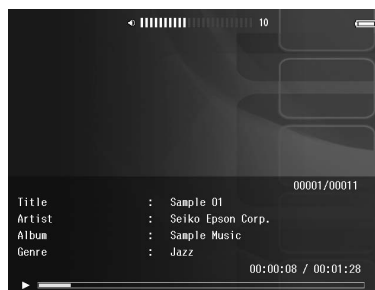 10
00001/00011
Title : Sample 01
Artist : Seiko Epson Corp.
Album : Sample Music
Genre : Jazz
00:00:08 / 00:01:28